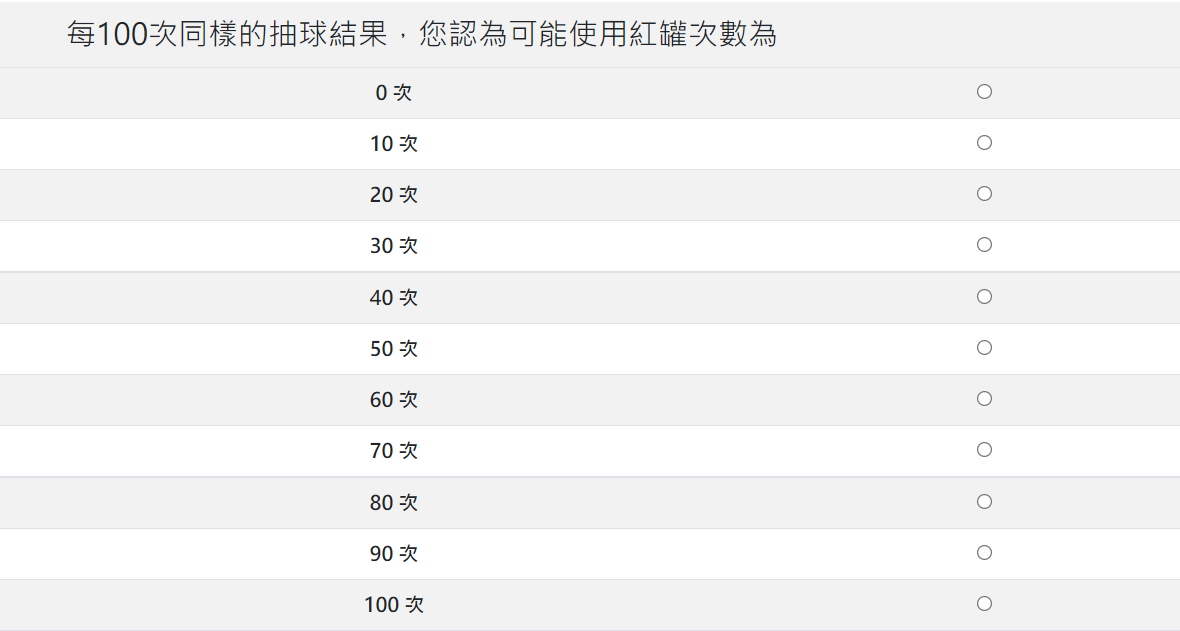 每100次同樣的抽球結果，您認為可能使用紅罐次數為
0 次
10 次
20 次
30 次
40 次
50 次
60 次
70 次
80 次
90 次
100 次